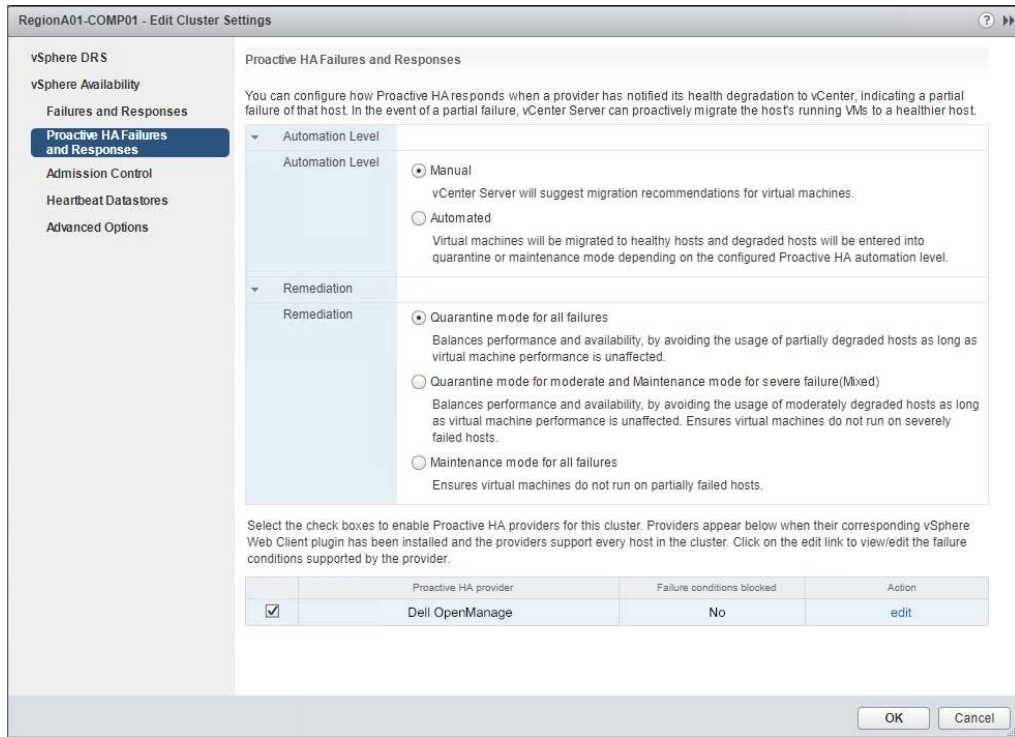 RegionA01-COMP01 - Edit Cluster Settings
?
vSphere DRS
vSphere Availability
Failures and Responses
Proactive HA Failures
and Responses
Admission Control
Heartbeat Datastores
Advanced Options
Proactive HA Failures and Responses
You can configure how Proactive HA responds when a provider has notified its health degradation to vCenter, indicating a partial
failure of that host. In the event of a partial failure, vCenter Server can proactively migrate the host's running VMs to a healthier host.
Automation Level
Automation Level
Manual
vCenter Server will suggest migration recommendations for virtual machines.
Automated
Virtual machines will be migrated to healthy hosts and degraded hosts will be entered into
quarantine or maintenance mode depending on the configured Proactive HA automation level.
Remediation
Remediation
Quarantine mode for all failures
Balances performance and availability, by avoiding the usage of partially degraded hosts as long as
virtual machine performance is unaffected.
Quarantine mode for moderate and Maintenance mode for severe failure(Mixed)
Balances performance and availability, by avoiding the usage of moderately degraded hosts as long
as virtual machine performance is unaffected. Ensures virtual machines do not run on severely
failed hosts.
Maintenance mode for all failures
Ensures virtual machines do not run on partially failed hosts.
Select the check boxes to enable Proactive HA providers for this cluster. Providers appear below when their corresponding vSphere
Web Client plugin has been installed and the providers support every host in the cluster. Click on the edit link to view/edit the failure
conditions supported by the provider.
Proactive HA provider Failure conditions blocked Action
Dell OpenManage No edit
OK Cancel